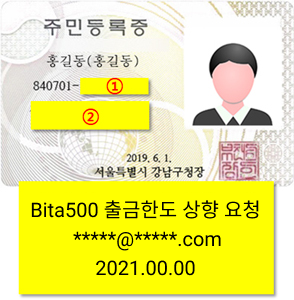 주민등록증
홍길동(홍길동)
840701-①
②
2019. 6. 1.
서울특별시 강남구청장
Bita500 출금한도 상향 요청
*****@*****.com
2021.00.00